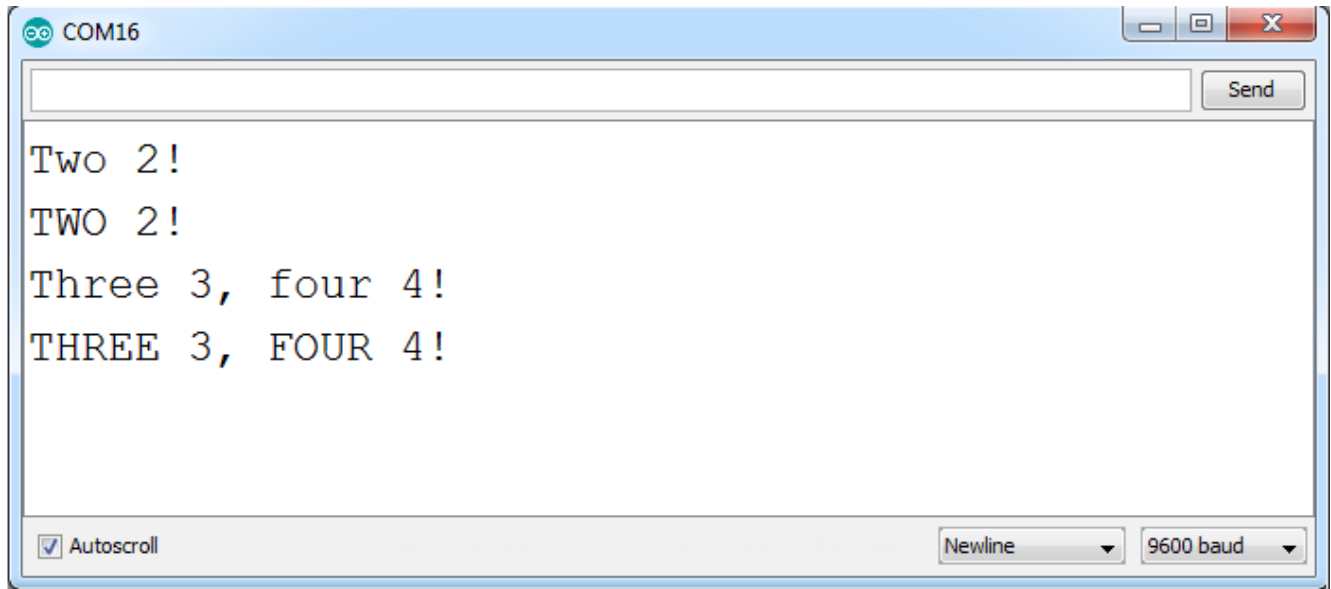 COM16
Send
Two 2!
TWO 2!
Three 3, four 4!
THREE 3, FOUR 4!
Autoscroll
Newline
9600 baud